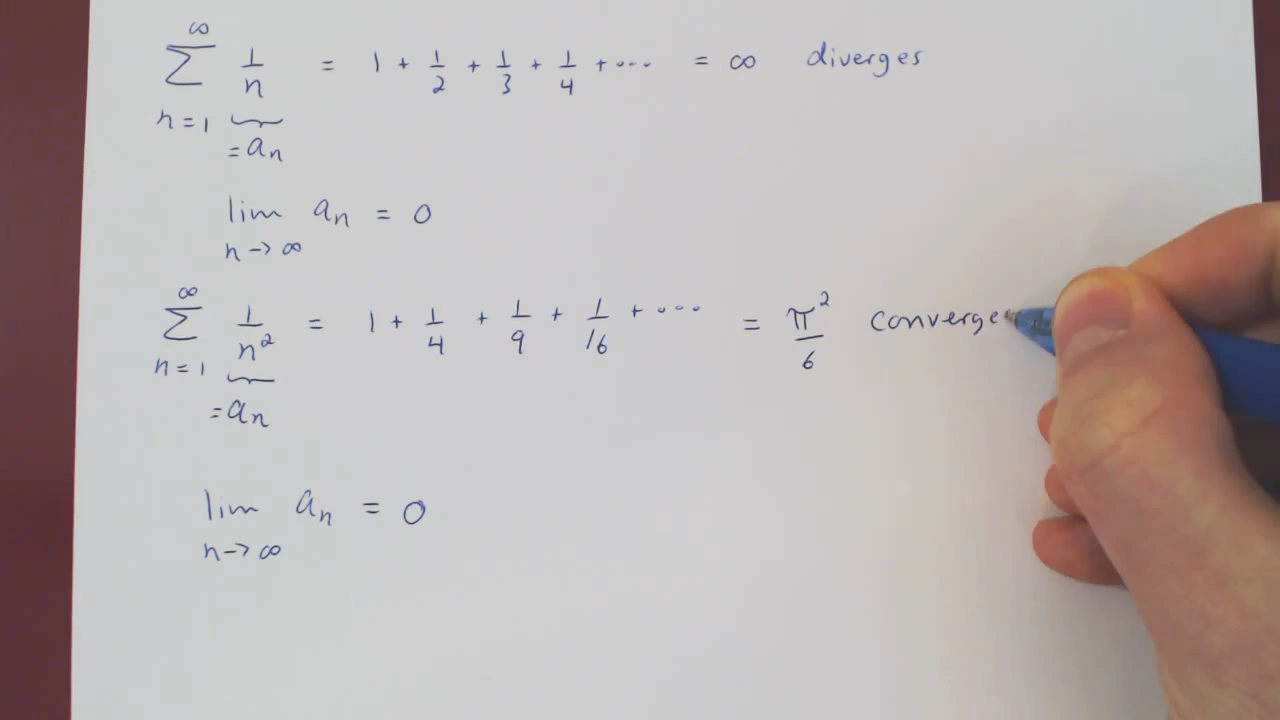 ∞
∑ 1/n = 1 + 1/2 + 1/3 + 1/4 + ··· = ∞ diverges
n=1
= aₙ
lim aₙ = 0
n→∞
∞
∑ 1/n² = 1 + 1/4 + 1/9 + 1/16 + ··· = π²/6 converge
n=1
= aₙ
lim aₙ = 0
n→∞